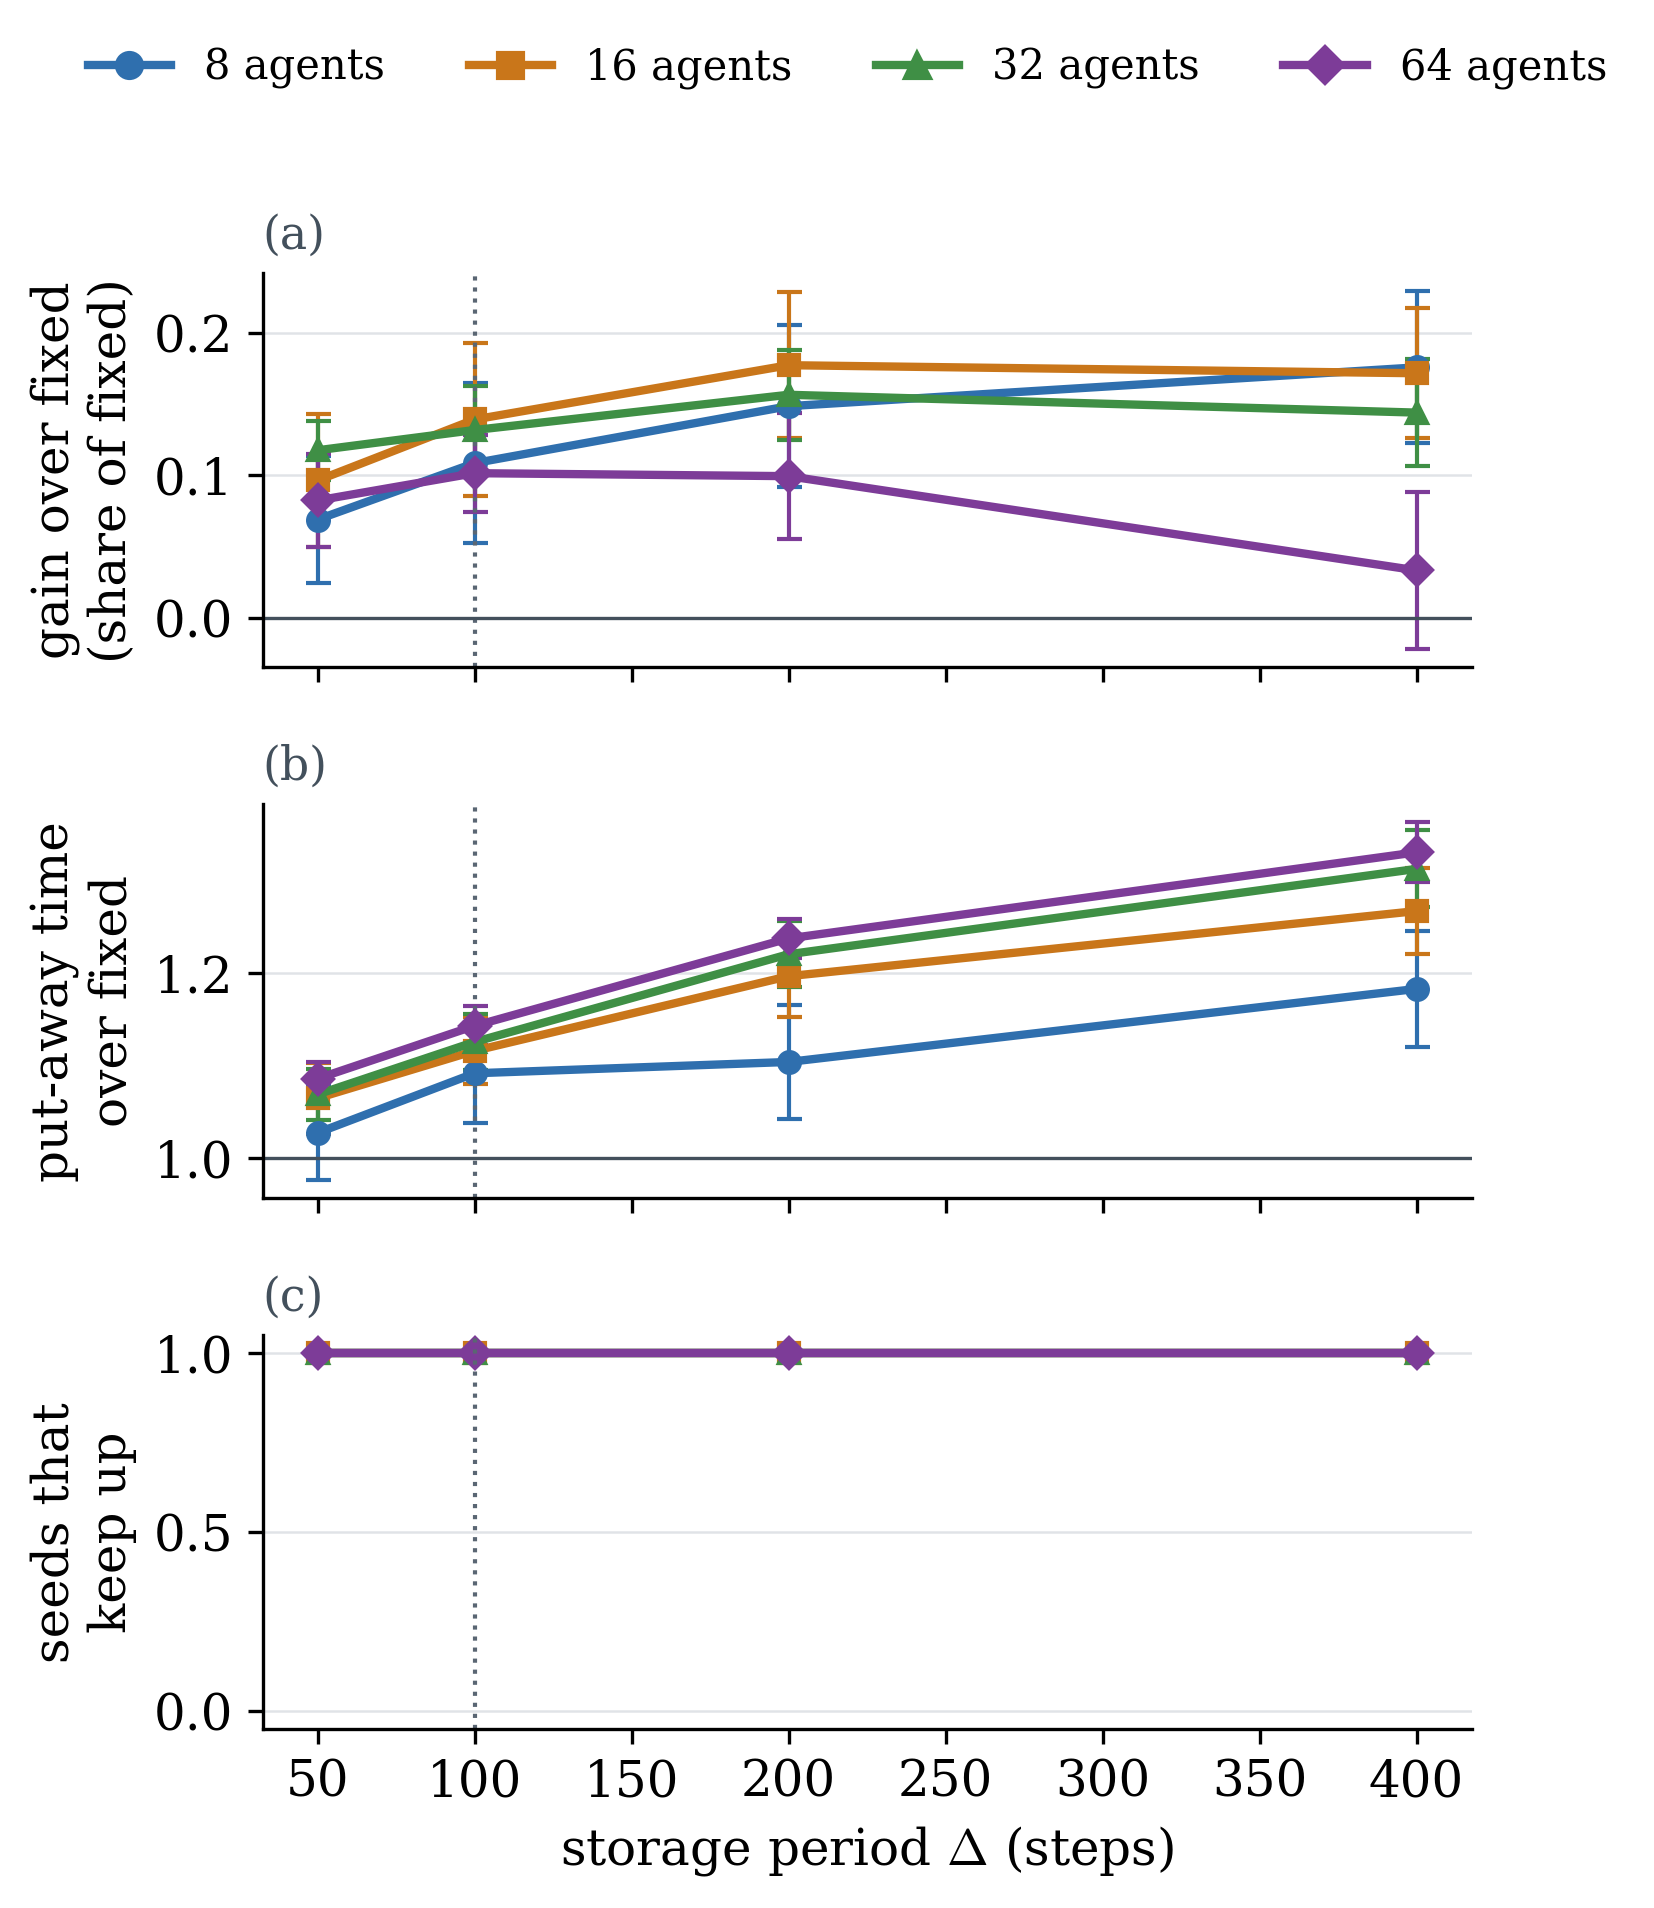 8 agents 16 agents 32 agents 64 agents
(a)
gain over fixed
(share of fixed)
0.2
0.1
0.0
(b)
put-away time
over fixed
1.2
1.0
(c)
seeds that
keep up
1.0
0.5
0.0
50 100 150 200 250 300 350 400
storage period Δ (steps)